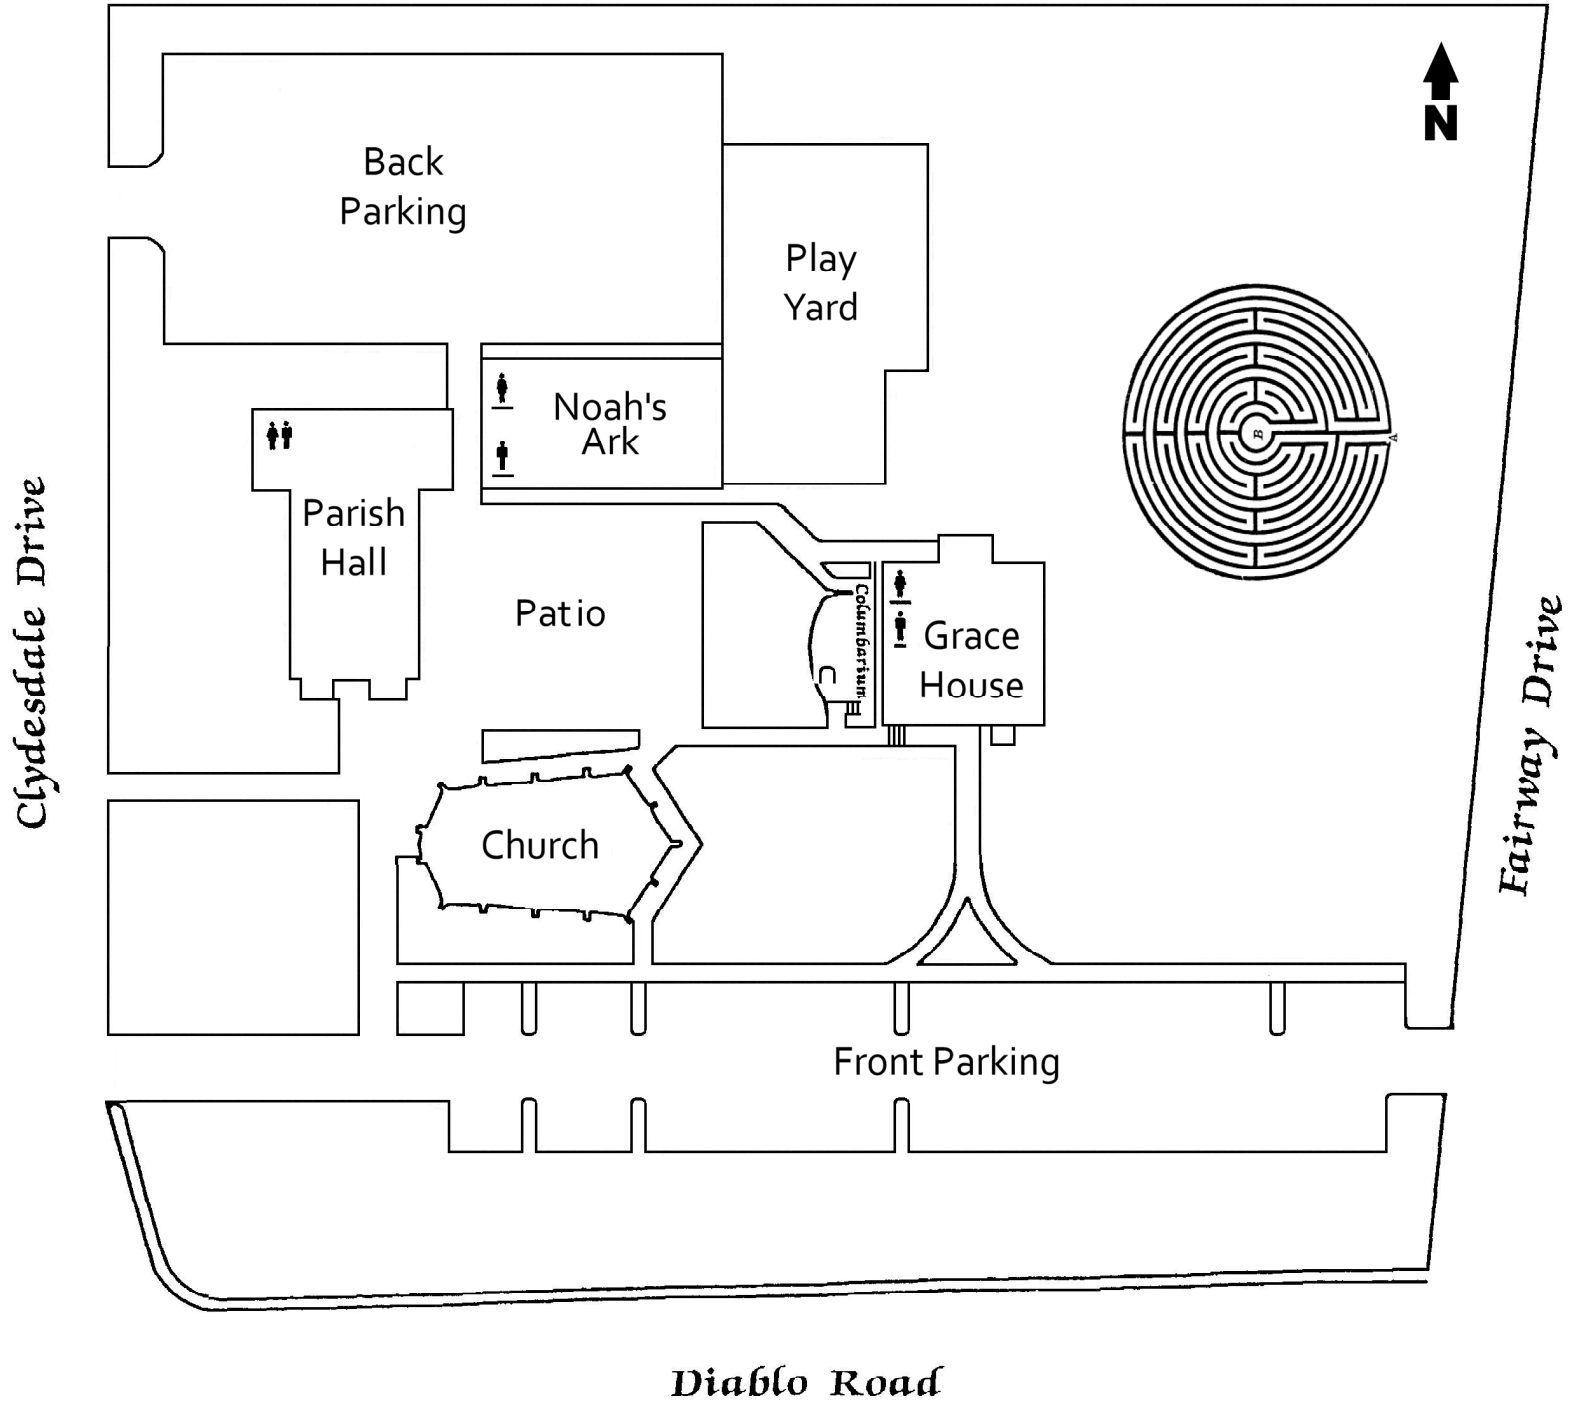 N
Back
Parking
Play
Yard
Noah's
Ark
B
A
Parish
Hall
Clydesdale Drive
Patio
Columbarium
Grace
House
Fairway Drive
Church
Front Parking
Diablo Road